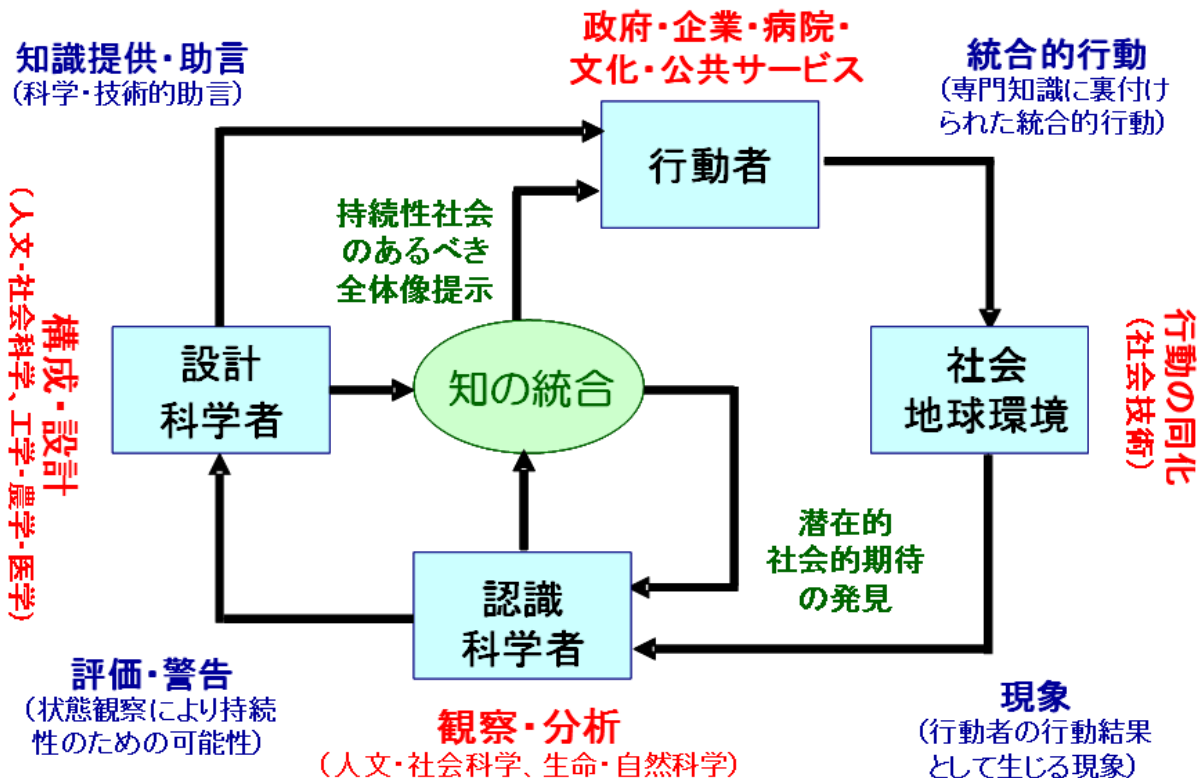 知識提供・助言
(科学・技術的助言)
政府・企業・病院・
文化・公共サービス
統合的行動
(専門知識に裏付け
られた統合的行動)
行動者
持続性社会
のあるべき
全体像提示
構成・設計
(人文・社会科学、工学・農学・医学)
設計
科学者
知の統合
社会
地球環境
行動の同化
(社会技術)
潜在的
社会的期待
の発見
認識
科学者
評価・警告
(状態観察により持続
性のための可能性)
観察・分析
(人文・社会科学、生命・自然科学)
現象
(行動者の行動結果
として生じる現象)